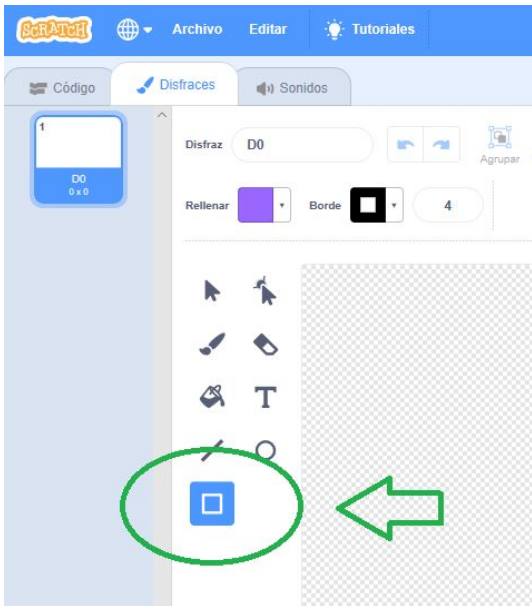 SCRATCH Archivo Editar Tutoriales
Código Disfraces Sonidos
1
D0
0 x 0
Disfraz D0
Agrupar
Rellenar Borde 4
T